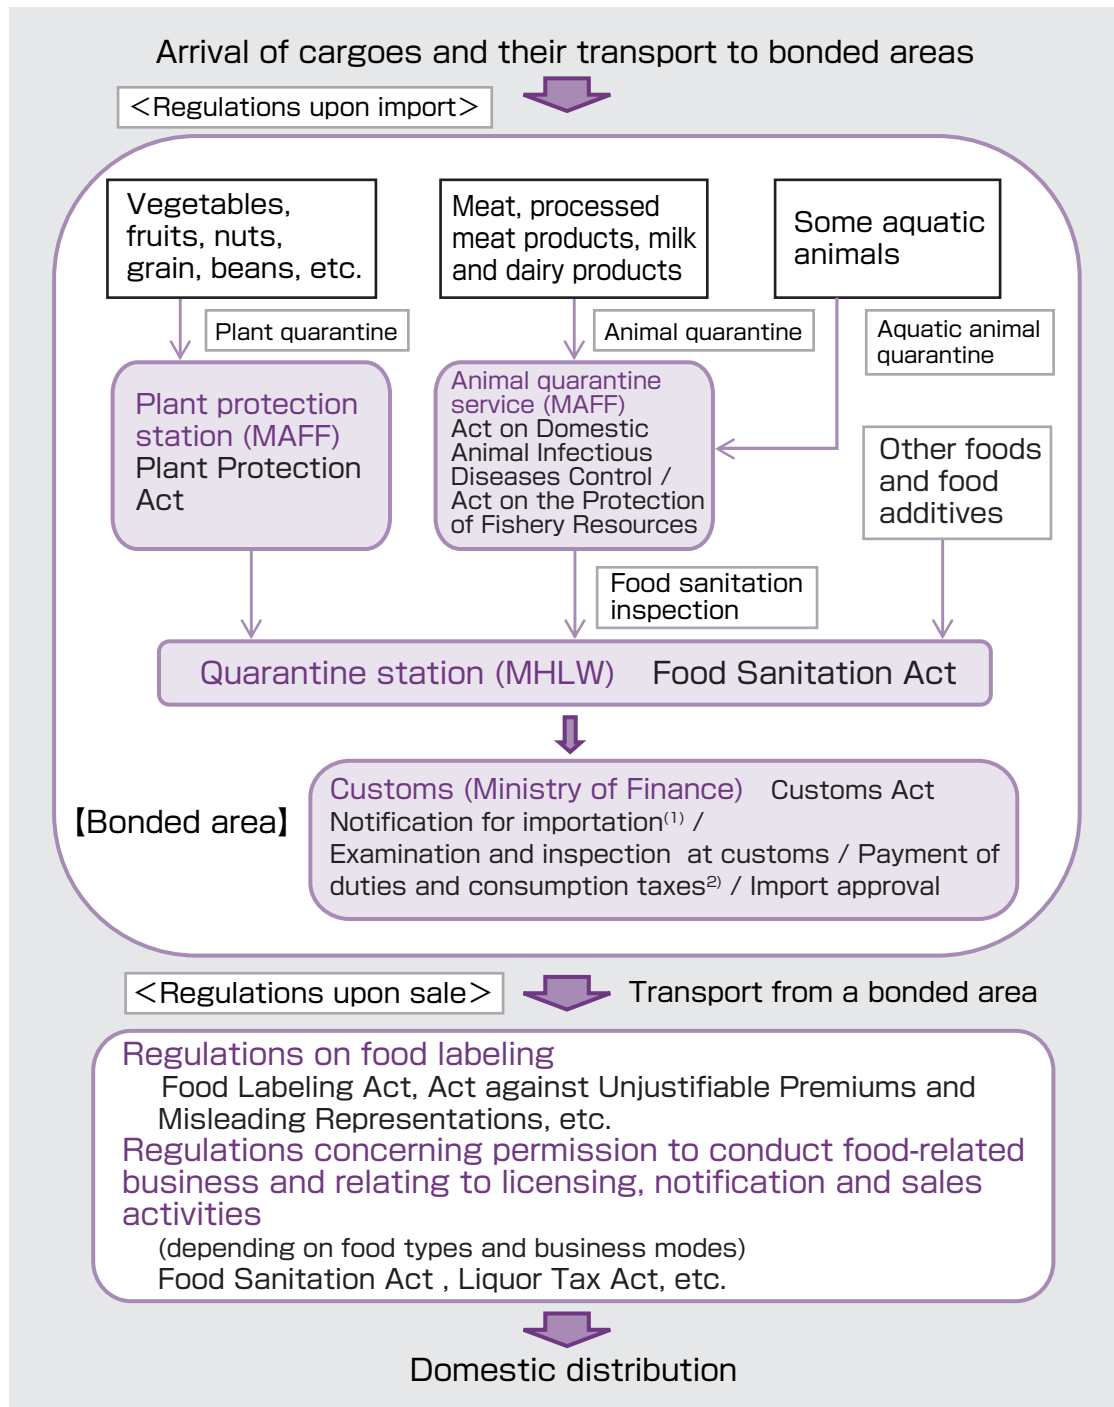 Arrival of cargoes and their transport to bonded areas
<Regulations upon import>
Vegetables,
fruits, nuts,
grain, beans, etc.
Meat, processed
meat products, milk
and dairy products
Some aquatic
animals
Plant quarantine
Animal quarantine
Aquatic animal
quarantine
Plant protection
station (MAFF)
Plant Protection
Act
Animal quarantine
service (MAFF)
Act on Domestic
Animal Infectious
Diseases Control /
Act on the Protection
of Fishery Resources
Other foods
and food
additives
Food sanitation
inspection
Quarantine station (MHLW) Food Sanitation Act
【Bonded area】
Customs (Ministry of Finance) Customs Act
Notification for importation(1) /
Examination and inspection at customs / Payment of
duties and consumption taxes2) / Import approval
<Regulations upon sale>
Transport from a bonded area
Regulations on food labeling
Food Labeling Act, Act against Unjustifiable Premiums and
Misleading Representations, etc.
Regulations concerning permission to conduct food-related
business and relating to licensing, notification and sales
activities
(depending on food types and business modes)
Food Sanitation Act , Liquor Tax Act, etc.
Domestic distribution